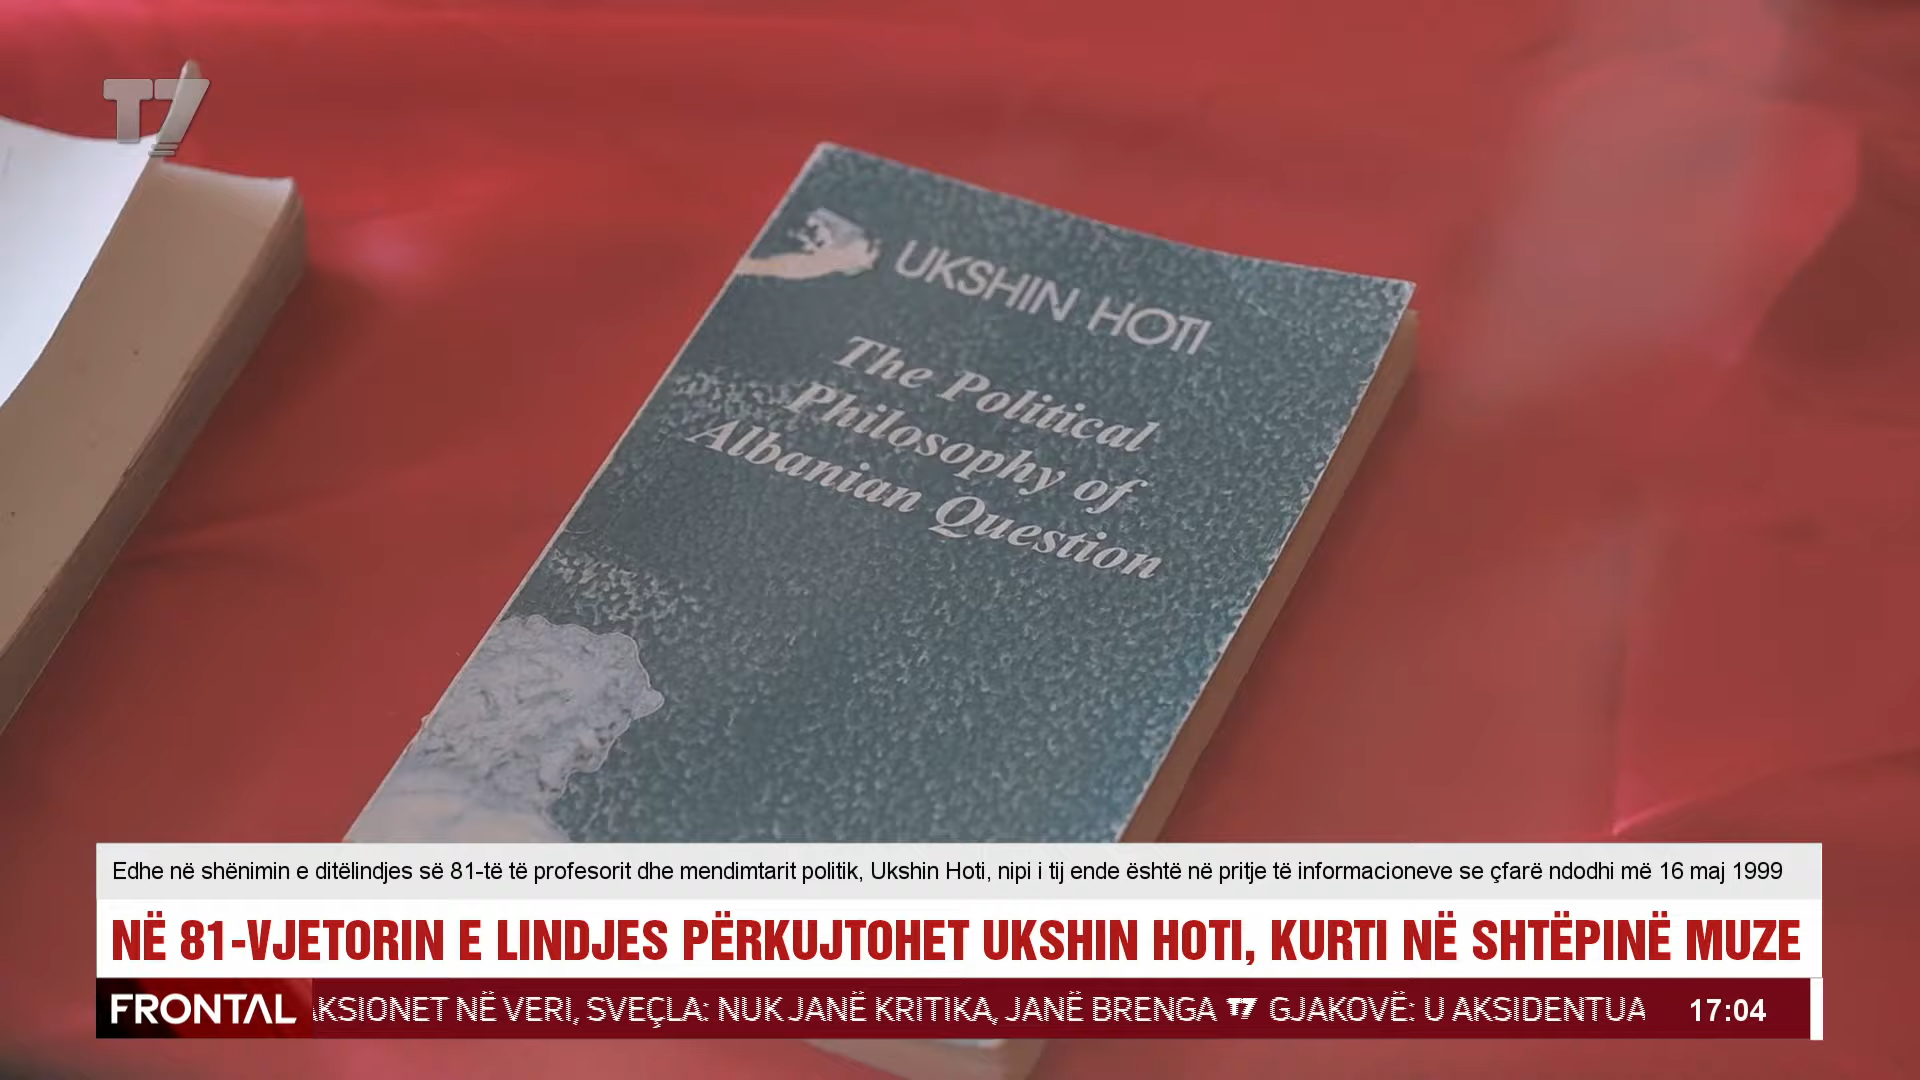 T7
UKSHIN HOTI
The Political
Philosophy of
Albanian Question
Edhe në shënimin e ditëlindjes së 81-të të profesorit dhe mendimtarit politik, Ukshin Hoti, nipi i tij ende është në pritje të informacioneve se çfarë ndodhi më 16 maj 1999
NË 81-VJETORIN E LINDJES PËRKUJTOHET UKSHIN HOTI, KURTI NË SHTËPINË MUZE
FRONTAL AKSIONET NË VERI, SVEÇLA: NUK JANË KRITIKA, JANË BRENGA T7 GJAKOVË: U AKSIDENTUA 17:04